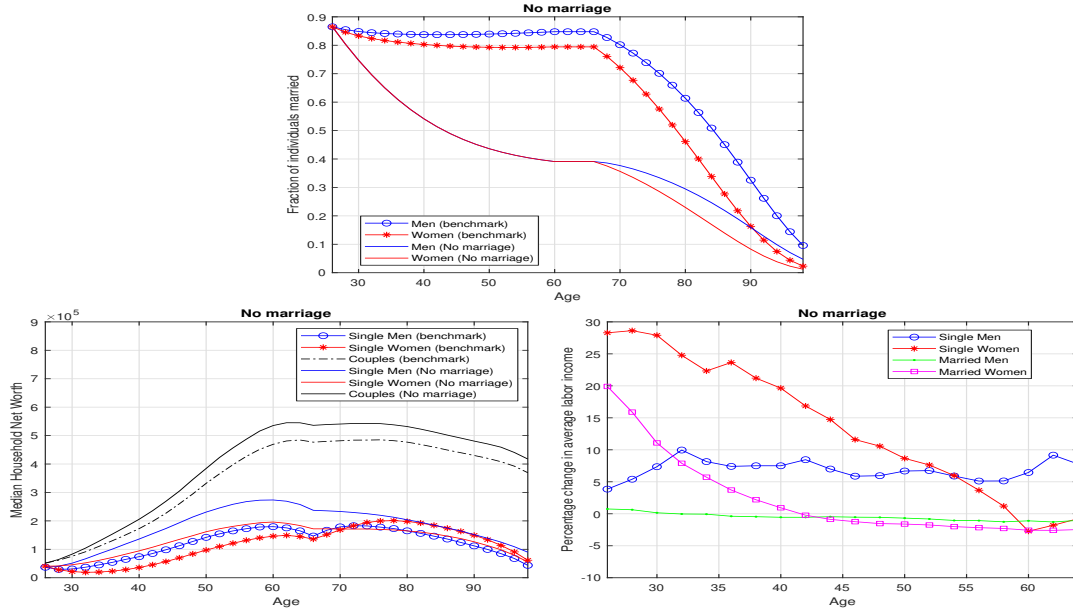 No marriage
0.9
0.8
0.7
0.6
0.5
0.4
0.3
0.2
0.1
0
Fraction of individuals married
Men (benchmark)
Women (benchmark)
Men (No marriage)
Women (No marriage)
30 40 50 60 70 80 90
Age
No marriage
× 10⁵
9
8
7
6
5
4
3
2
1
0
Median Household Net Worth
Single Men (benchmark)
Single Women (benchmark)
Couples (benchmark)
Single Men (No marriage)
Single Women (No marriage)
Couples (No marriage)
30 40 50 60 70 80 90
Age
No marriage
30
25
20
15
10
5
0
-5
-10
Percentage change in average labor income
Single Men
Single Women
Married Men
Married Women
30 35 40 45 50 55 60
Age